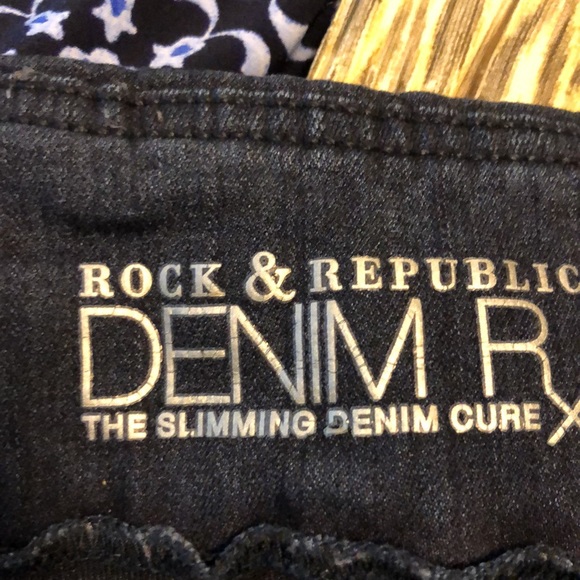 ROCK & REPUBLIC
DENIM Rx
THE SLIMMING DENIM CURE